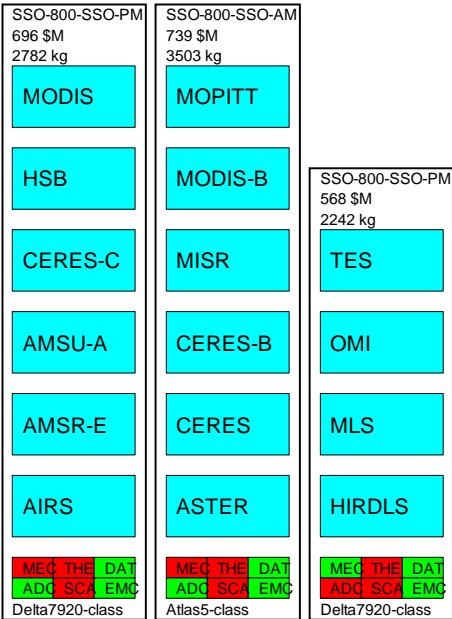 SSO-800-SSO-PM
696 $M
2782 kg
MODIS
HSB
CERES-C
AMSU-A
AMSR-E
AIRS
MEC THE DAT
ADC SCA EMC
Delta7920-class
SSO-800-SSO-AM
739 $M
3503 kg
MOPITT
MODIS-B
MISR
CERES-B
CERES
ASTER
MEC THE DAT
ADC SCA EMC
Atlas5-class
SSO-800-SSO-PM
568 $M
2242 kg
TES
OMI
MLS
HIRDLS
MEC THE DAT
ADC SCA EMC
Delta7920-class